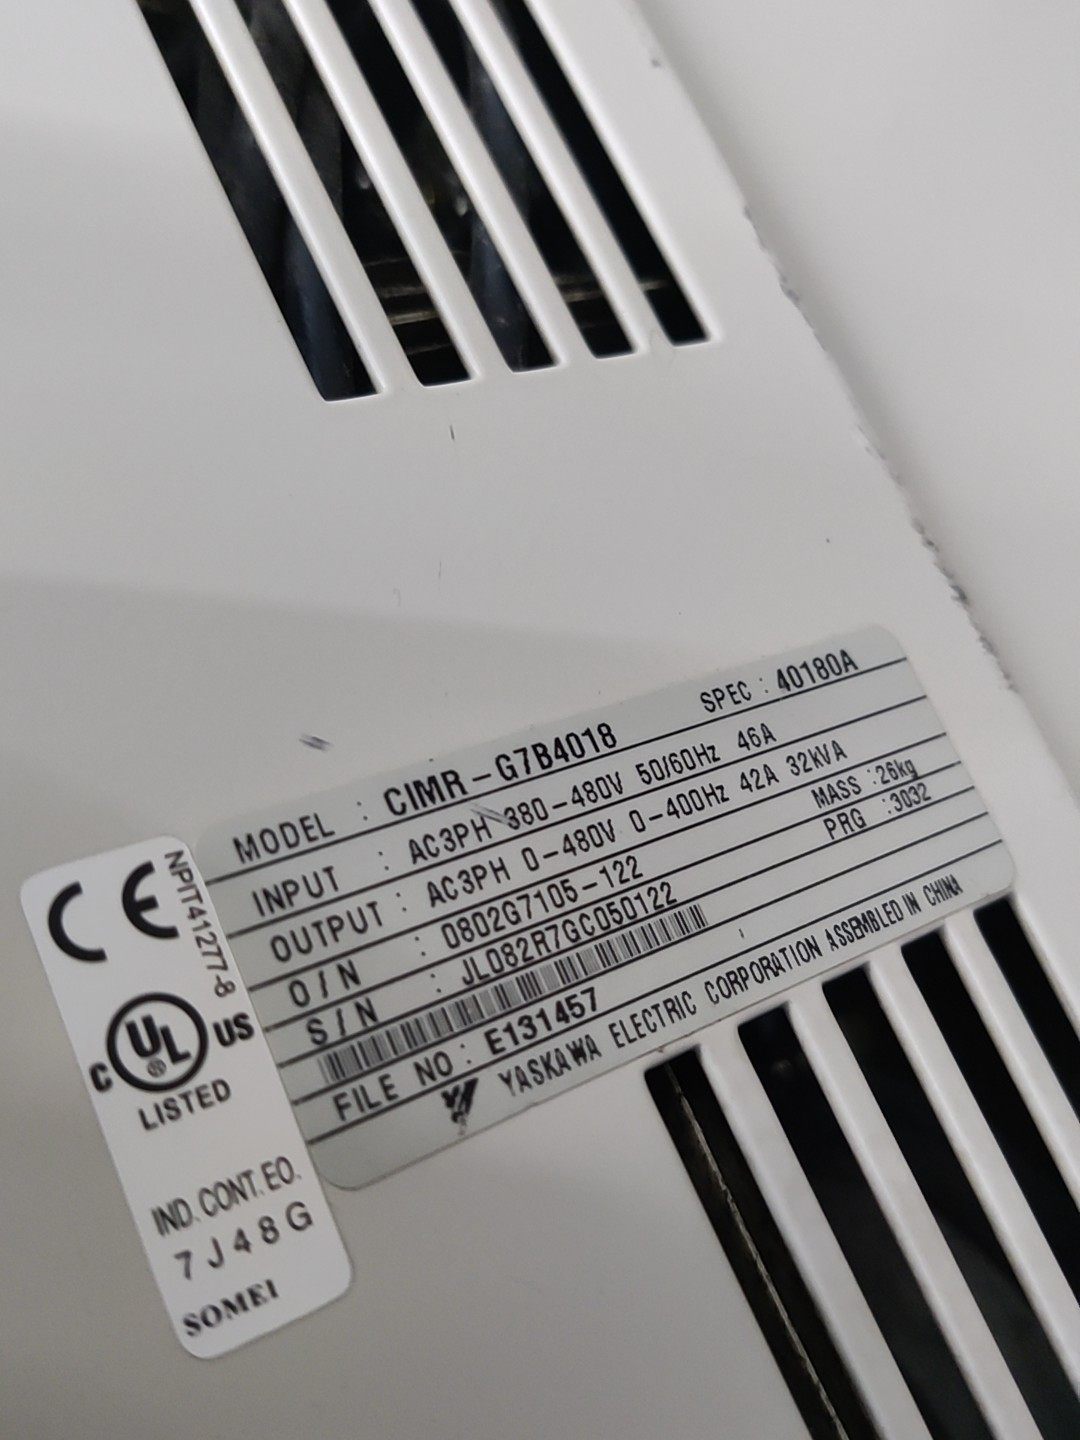 MODEL : CIMR-G7B4018 SPEC : 40180A
INPUT : AC3PH 380-480V 50/60Hz 46A
OUTPUT : AC3PH 0-480V 0-400Hz 42A 32kVA
O/N : 0802G7105-122 MASS : 26kg
S/N : JL082R7GC050122 PRG : 3032
FILE NO : E131457
YASKAWA ELECTRIC CORPORATION ASSEMBLED IN CHINA
CE
NPIT41277-8
C UL US
®
LISTED
IND. CONT. EQ.
7J48G
SOMEI